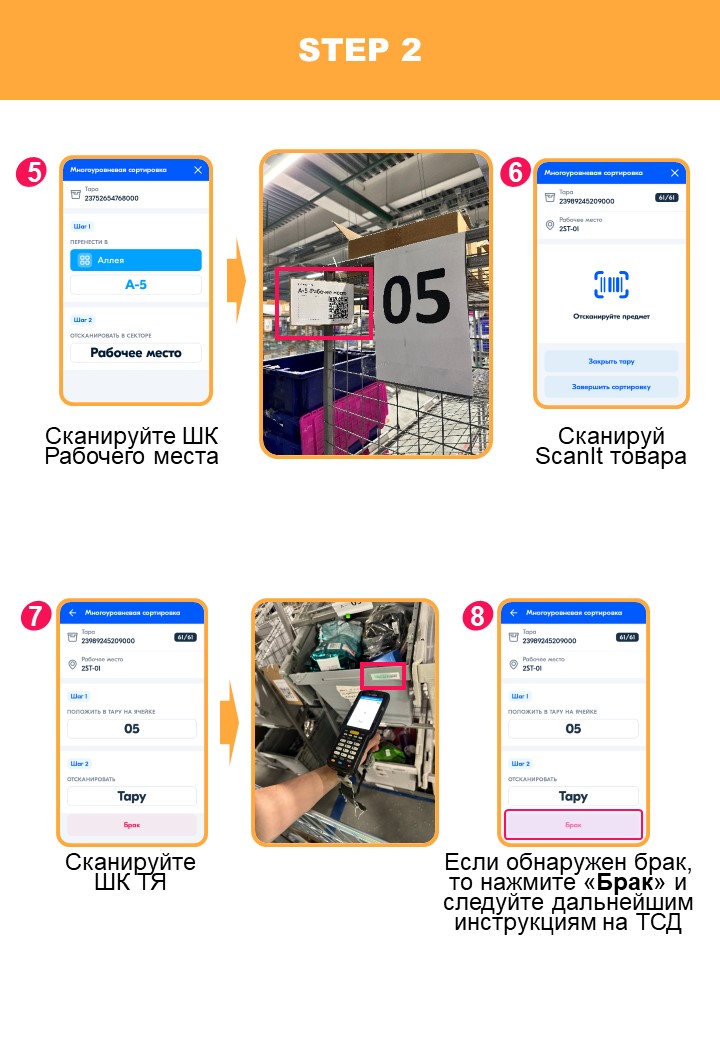 STEP 2
5
Многоуровневая сортировка
Тара
23752654768000
Шаг 1
ПЕРЕНЕСТИ В
Аллея
А-5
Шаг 2
ОТСКАНИРОВАТЬ В СЕКТОРЕ
Рабочее место
Сканируйте ШК
Рабочего места
А-5 Рабочее место
05
6
Многоуровневая сортировка
Тара
23989245209000
61/61
Рабочее место
2ST-01
Отсканируйте предмет
Закрыть тару
Завершить сортировку
Сканируй
ScanIt товара
7
Многоуровневая сортировка
Тара
23989245209000
61/61
Рабочее место
2ST-01
Шаг 1
ПОЛОЖИТЬ В ТАРУ НА ЯЧЕЙКЕ
05
Шаг 2
ОТСКАНИРОВАТЬ
Тару
Брак
Сканируйте
ШК ТЯ
8
Многоуровневая сортировка
Тара
23989245209000
61/61
Рабочее место
2ST-01
Шаг 1
ПОЛОЖИТЬ В ТАРУ НА ЯЧЕЙКЕ
05
Шаг 2
ОТСКАНИРОВАТЬ
Тару
Брак
Если обнаружен брак,
то нажмите «Брак» и
следуйте дальнейшим
инструкциям на ТСД